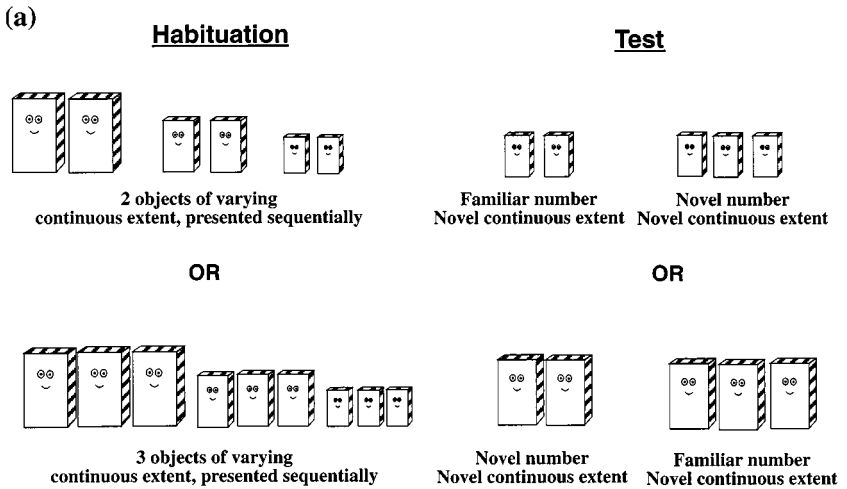 (a)
Habituation
Test
2 objects of varying
continuous extent, presented sequentially
Familiar number
Novel continuous extent
Novel number
Novel continuous extent
OR
OR
3 objects of varying
continuous extent, presented sequentially
Novel number
Novel continuous extent
Familiar number
Novel continuous extent